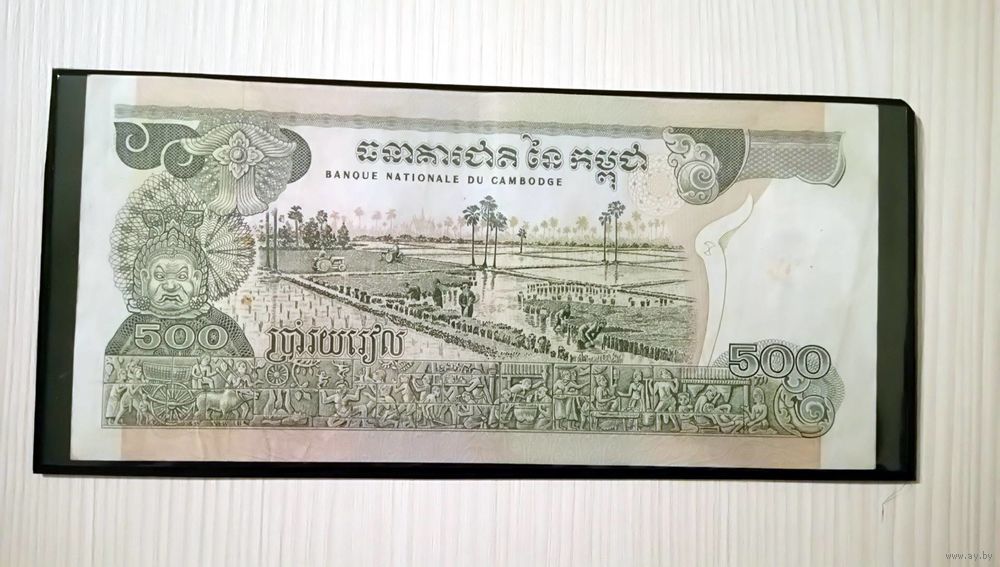 ធនាគារជាតិ នៃ កម្ពុជា
BANQUE NATIONALE DU CAMBODGE
500
ប្រាំរយរៀល
500
www.ay.by